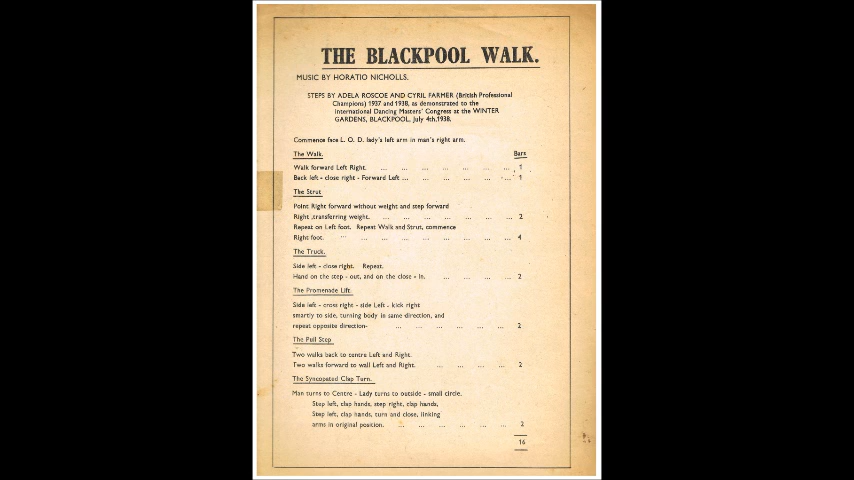 THE BLACKPOOL WALK.
MUSIC BY HORATIO NICHOLLS.
STEPS BY ADELA ROSCOE AND CYRIL FARMER (British Professional
Champions) 1937 and 1938, as demonstrated to the
International Dancing Masters' Congress at the WINTER
GARDENS, BLACKPOOL, July 4th, 1938.
Commence face L. O. D. lady's left arm in man's right arm.
The Walk. Bars
Walk forward Left Right. ... ... ... ... ... ... ... 1
Back left - close right - Forward Left ... ... ... ... ... ... 1
The Strut
Point Right forward without weight and step forward
Right ,transferring weight. ... ... ... ... ... ... ... 2
Repeat on Left foot. Repeat Walk and Strut, commence
Right foot. ... ... ... ... ... ... ... ... ... 4
The Truck.
Side left - close right. Repeat.
Hand on the step - out, and on the close - in. ... ... ... ... 2
The Promenade Lift.
Side left - cross right - side Left - kick right
smartly to side, turning body in same direction, and
repeat opposite direction- ... ... ... ... ... ... 2
The Pull Step
Two walks back to centre Left and Right.
Two walks forward to wall Left and Right. ... ... ... ... 2
The Syncopated Clap Turn.
Man turns to Centre - Lady turns to outside - small circle.
Step left, clap hands, step right, clap hands,
Step left, clap hands, turn and close, linking
arms in original position. ... ... ... ... ... ... 2
16